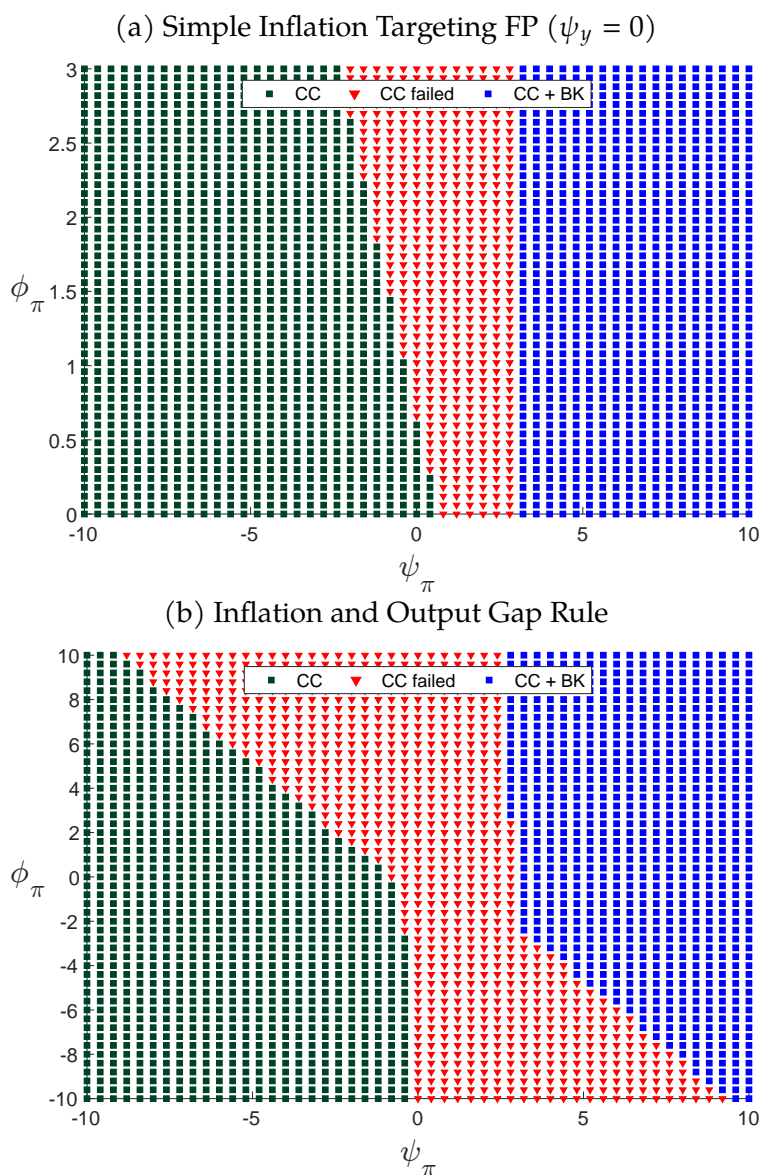 (a) Simple Inflation Targeting FP (ψ_y = 0)
3
CC CC failed CC + BK
2.5
2
1.5
ϕ_π
1
0.5
0
-10 -5 0 5 10
ψ_π
(b) Inflation and Output Gap Rule
10
CC CC failed CC + BK
8
6
4
2
0
ϕ_π
-2
-4
-6
-8
-10
-10 -5 0 5 10
ψ_π